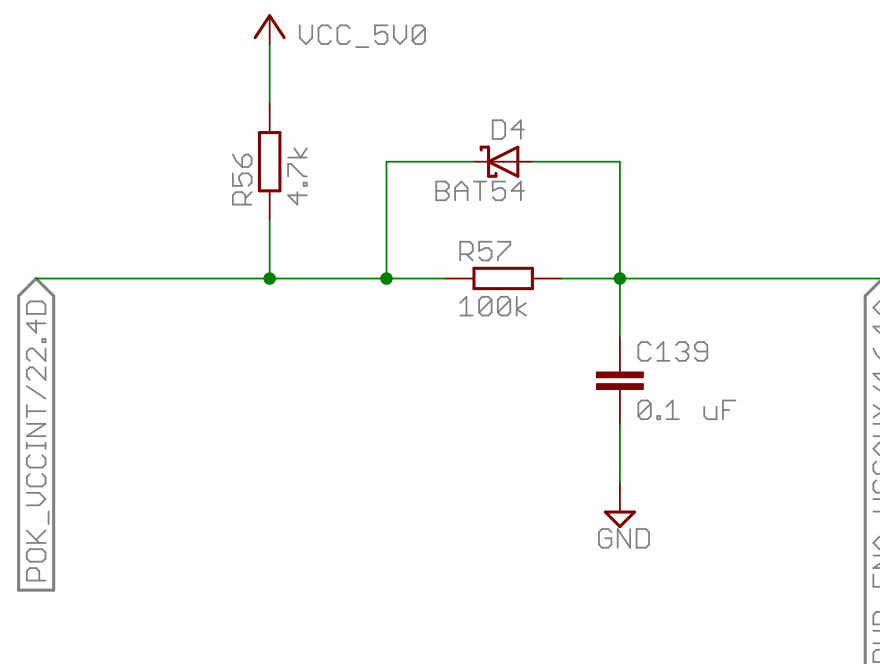 VCC_5V0
R56
4.7k
D4
BAT54
R57
100k
C139
0.1 uF
GND
POK_VCCINT/22.4D